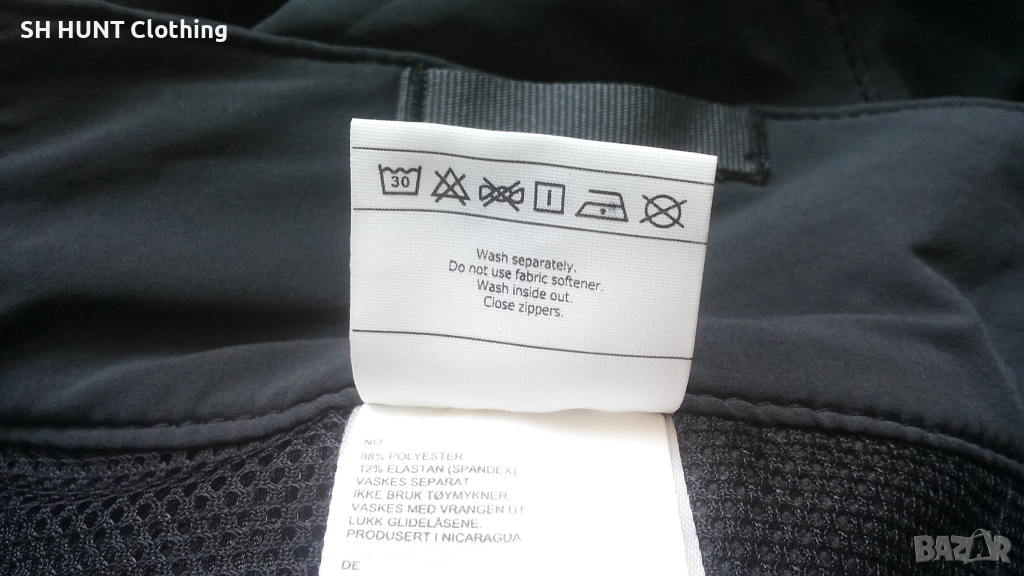 SH HUNT Clothing
30
Wash separately.
Do not use fabric softener.
Wash inside out.
Close zippers.
NO
88% POLYESTER
12% ELASTAN (SPANDEX)
VASKES SEPARAT
IKKE BRUK TØYMYKNER
VASKES MED VRANGEN UT
LUKK GLIDELÅSENE.
PRODUSERT I NICARAGUA
DE
BAZAR